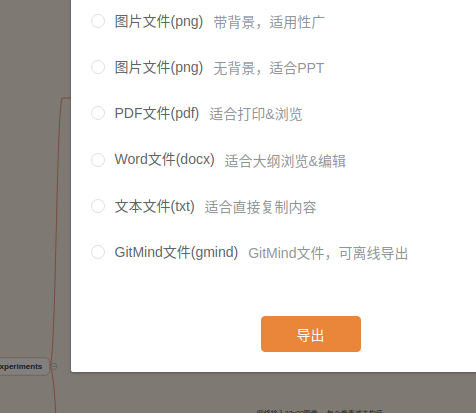 图片文件(png) 带背景，适用性广
图片文件(png) 无背景，适合PPT
PDF文件(pdf) 适合打印&浏览
Word文件(docx) 适合大纲浏览&编辑
文本文件(txt) 适合直接复制内容
GitMind文件(gmind) GitMind文件，可离线导出
导出
xperiments